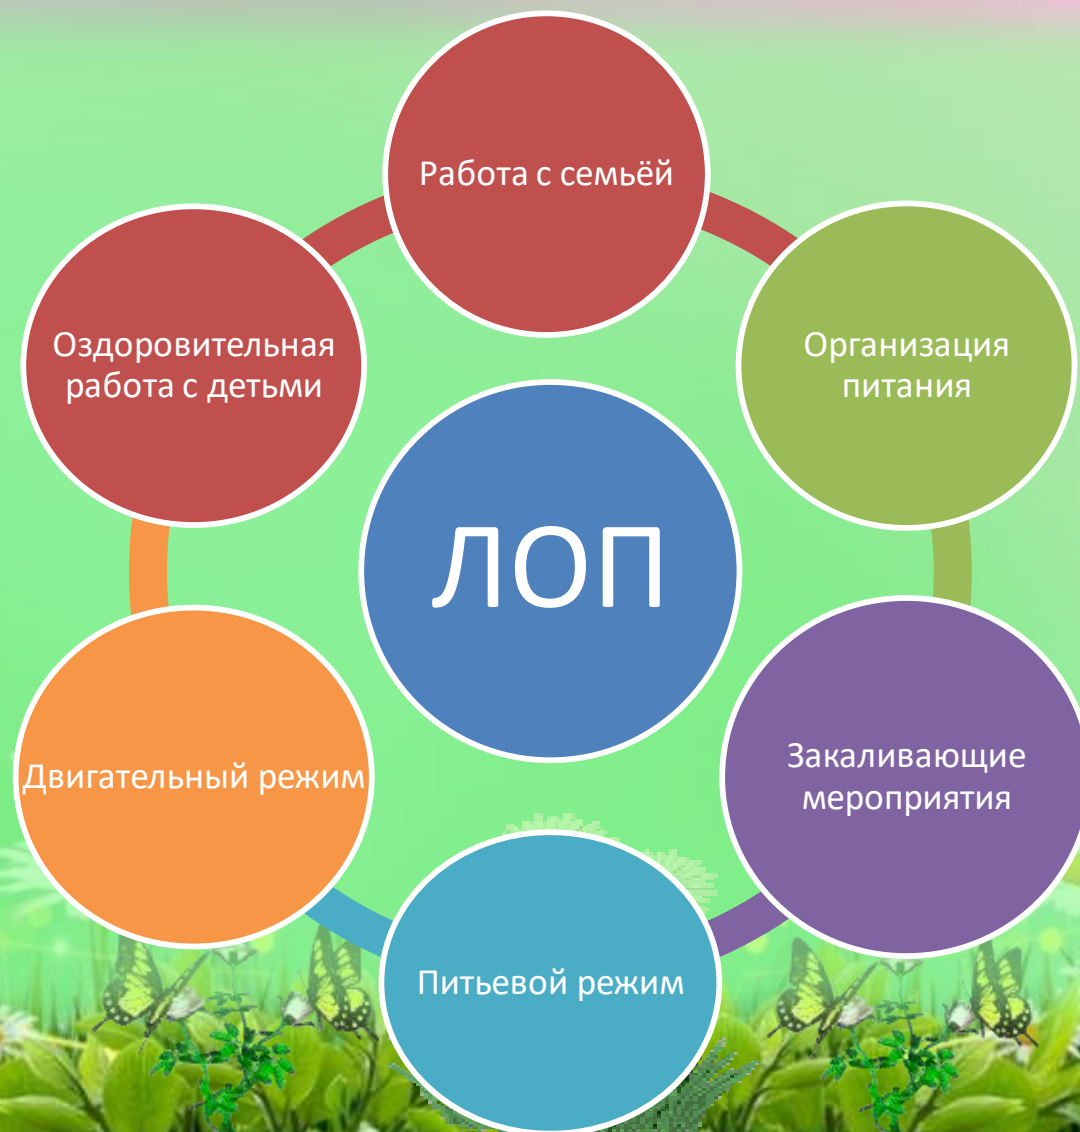 Работа с семьёй
Организация
питания
Закаливающие
мероприятия
Питьевой режим
Двигательный режим
Оздоровительная
работа с детьми
ЛОП